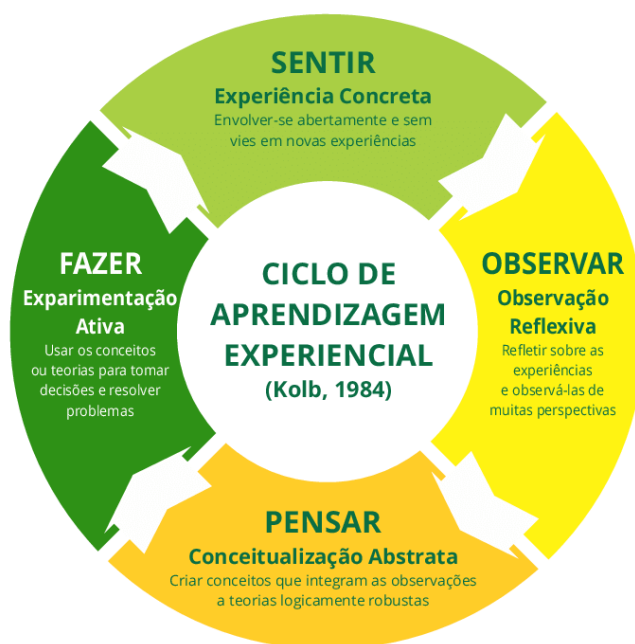 SENTIR
Experiência Concreta
Envolver-se abertamente e sem
vies em novas experiências
FAZER
Exparimentação
Ativa
Usar os conceitos
ou teorias para tomar
decisões e resolver
problemas
CICLO DE
APRENDIZAGEM
EXPERIENCIAL
(Kolb, 1984)
OBSERVAR
Observação
Reflexiva
Refletir sobre as
experiências
e observá-las de
muitas perspectivas
PENSAR
Conceitualização Abstrata
Criar conceitos que integram as observações
a teorias logicamente robustas